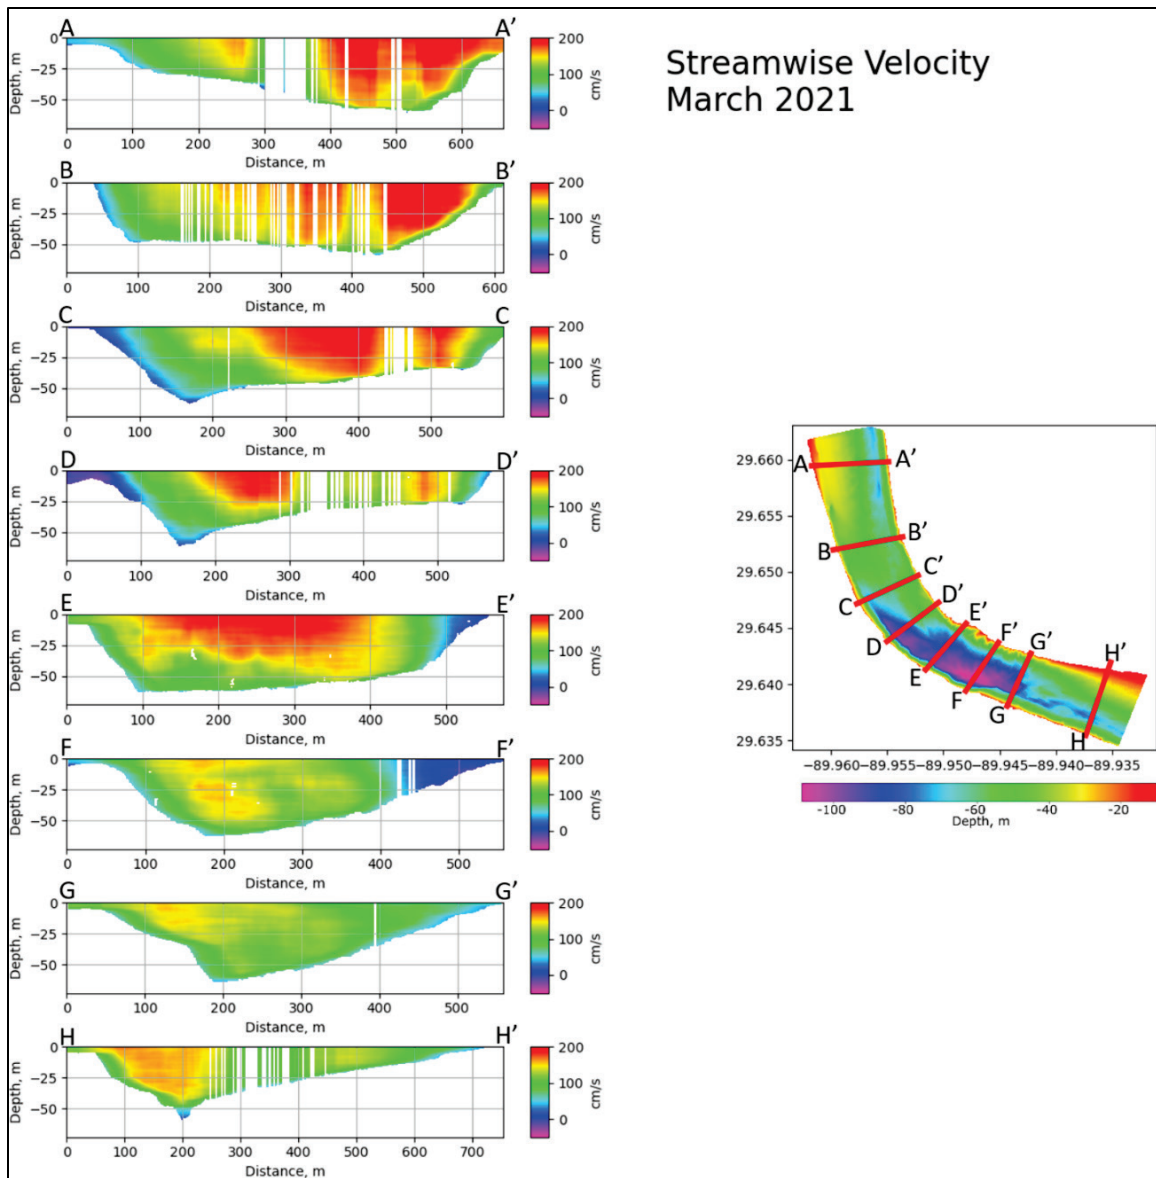 Streamwise Velocity
March 2021
A A’
Depth, m
0
−25
−50
0 100 200 300 400 500 600
Distance, m
200
100
0
cm/s
B B’
Depth, m
0
−25
−50
0 100 200 300 400 500 600
Distance, m
200
100
0
cm/s
C C
Depth, m
0
−25
−50
0 100 200 300 400 500
Distance, m
200
100
0
cm/s
D D’
Depth, m
0
−25
−50
0 100 200 300 400 500
Distance, m
200
100
0
cm/s
E E’
Depth, m
0
−25
−50
0 100 200 300 400 500
Distance, m
200
100
0
cm/s
F F’
Depth, m
0
−25
−50
0 100 200 300 400 500
Distance, m
200
100
0
cm/s
G G’
Depth, m
0
−25
−50
0 100 200 300 400 500
Distance, m
200
100
0
cm/s
H H’
Depth, m
0
−25
−50
0 100 200 300 400 500 600 700
Distance, m
200
100
0
cm/s
29.660
29.655
29.650
29.645
29.640
29.635
A A’
B B’
C C’
D D’
E E’
F F’
G G’
H H’
−89.960 −89.955 −89.950 −89.945 −89.940 −89.935
-100 -80 -60 -40 -20
Depth, m